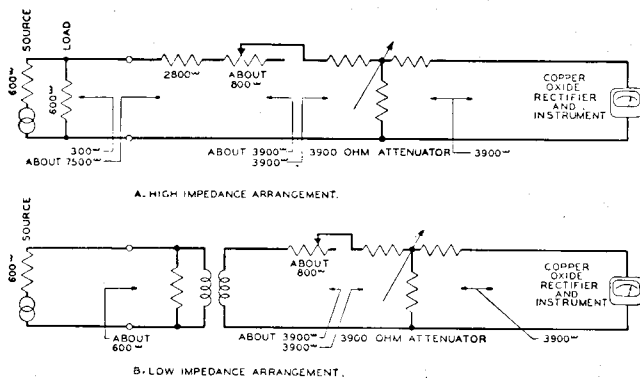 SOURCE
LOAD
600~
600~
2800~
ABOUT
800~
COPPER
OXIDE
RECTIFIER
AND
INSTRUMENT
300~
ABOUT 7500~
ABOUT 3900~
3900~
3900 OHM ATTENUATOR
3900~
A. HIGH IMPEDANCE ARRANGEMENT.
SOURCE
600~
ABOUT
800~
COPPER
OXIDE
RECTIFIER
AND
INSTRUMENT
ABOUT
600~
ABOUT 3900~
3900~
3900 OHM ATTENUATOR
3900~
B. LOW IMPEDANCE ARRANGEMENT.